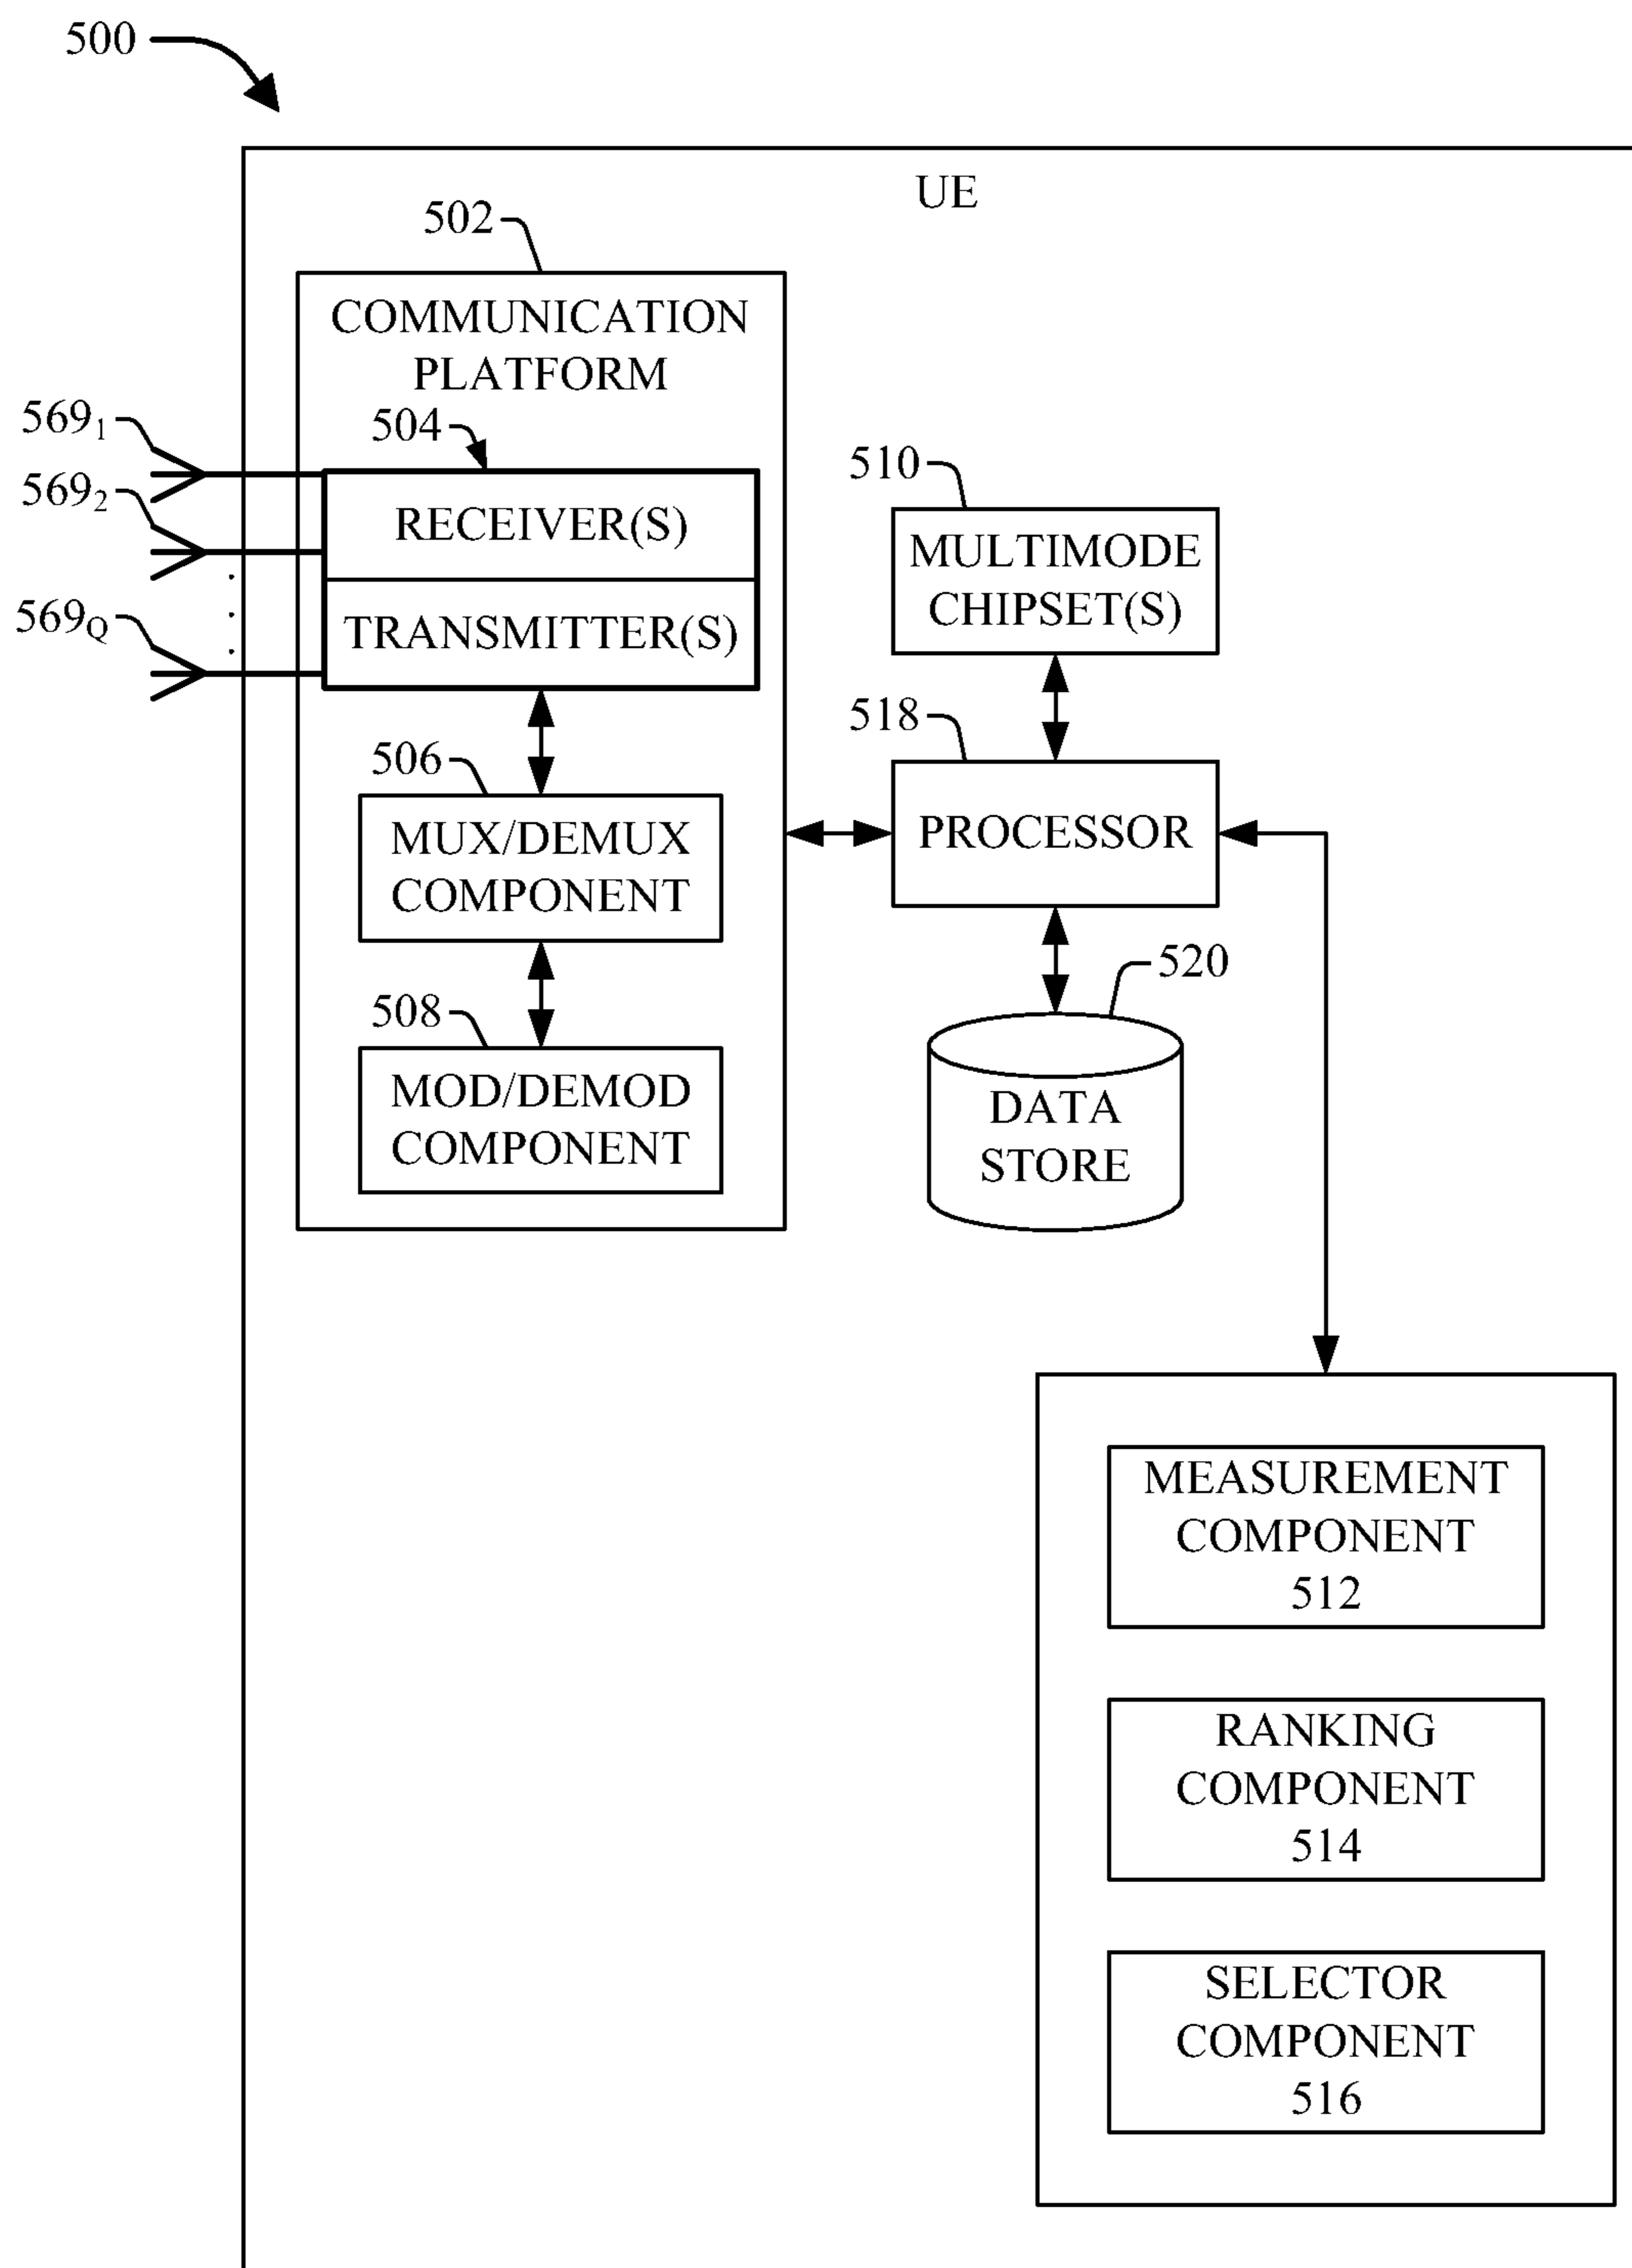 500
UE
502
COMMUNICATION
PLATFORM
569₁
504
569₂
RECEIVER(S)
569Q
TRANSMITTER(S)
510
MULTIMODE
CHIPSET(S)
518
PROCESSOR
506
MUX/DEMUX
COMPONENT
520
DATA
STORE
508
MOD/DEMOD
COMPONENT
MEASUREMENT
COMPONENT
512
RANKING
COMPONENT
514
SELECTOR
COMPONENT
516